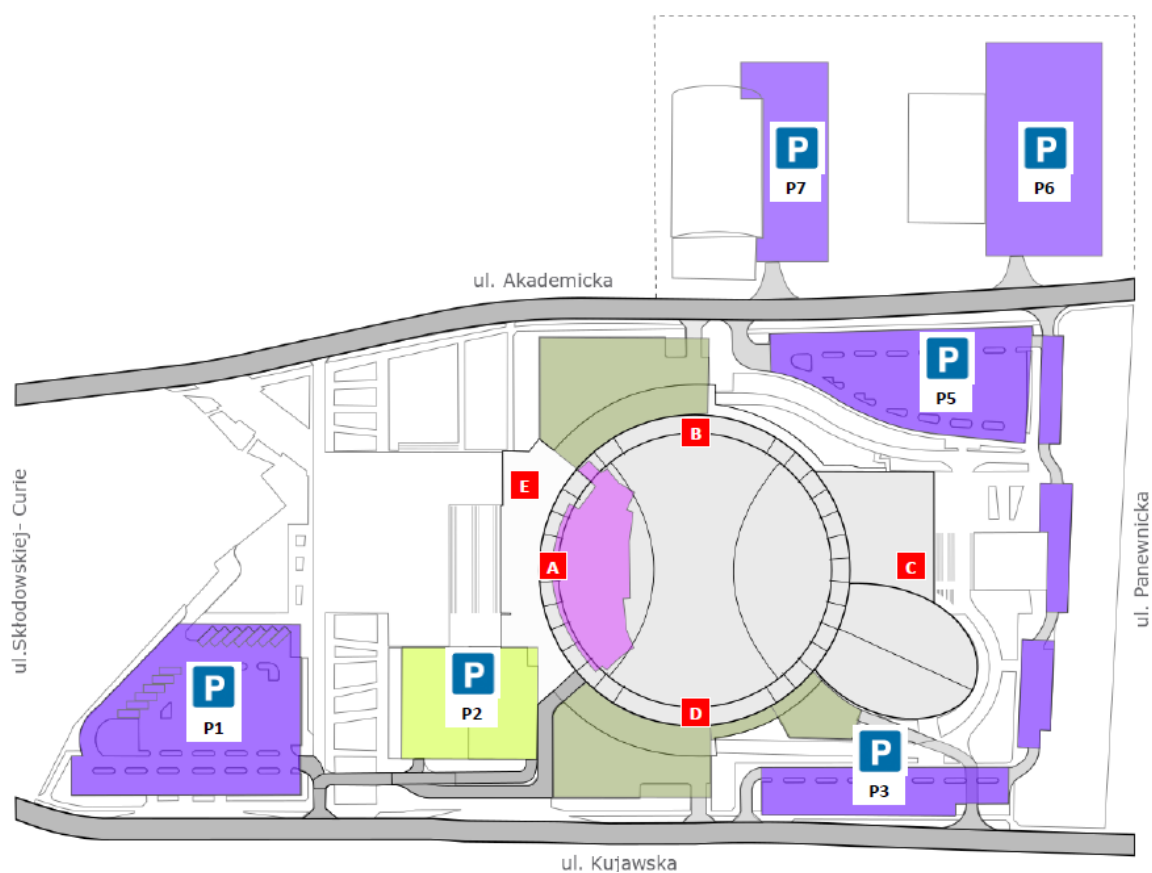 P
P7
P
P6
ul. Akademicka
P
P5
B
E
A
C
ul.Skłodowskiej- Curie
ul. Panewnicka
P
P1
P
P2
D
P
P3
ul. Kujawska